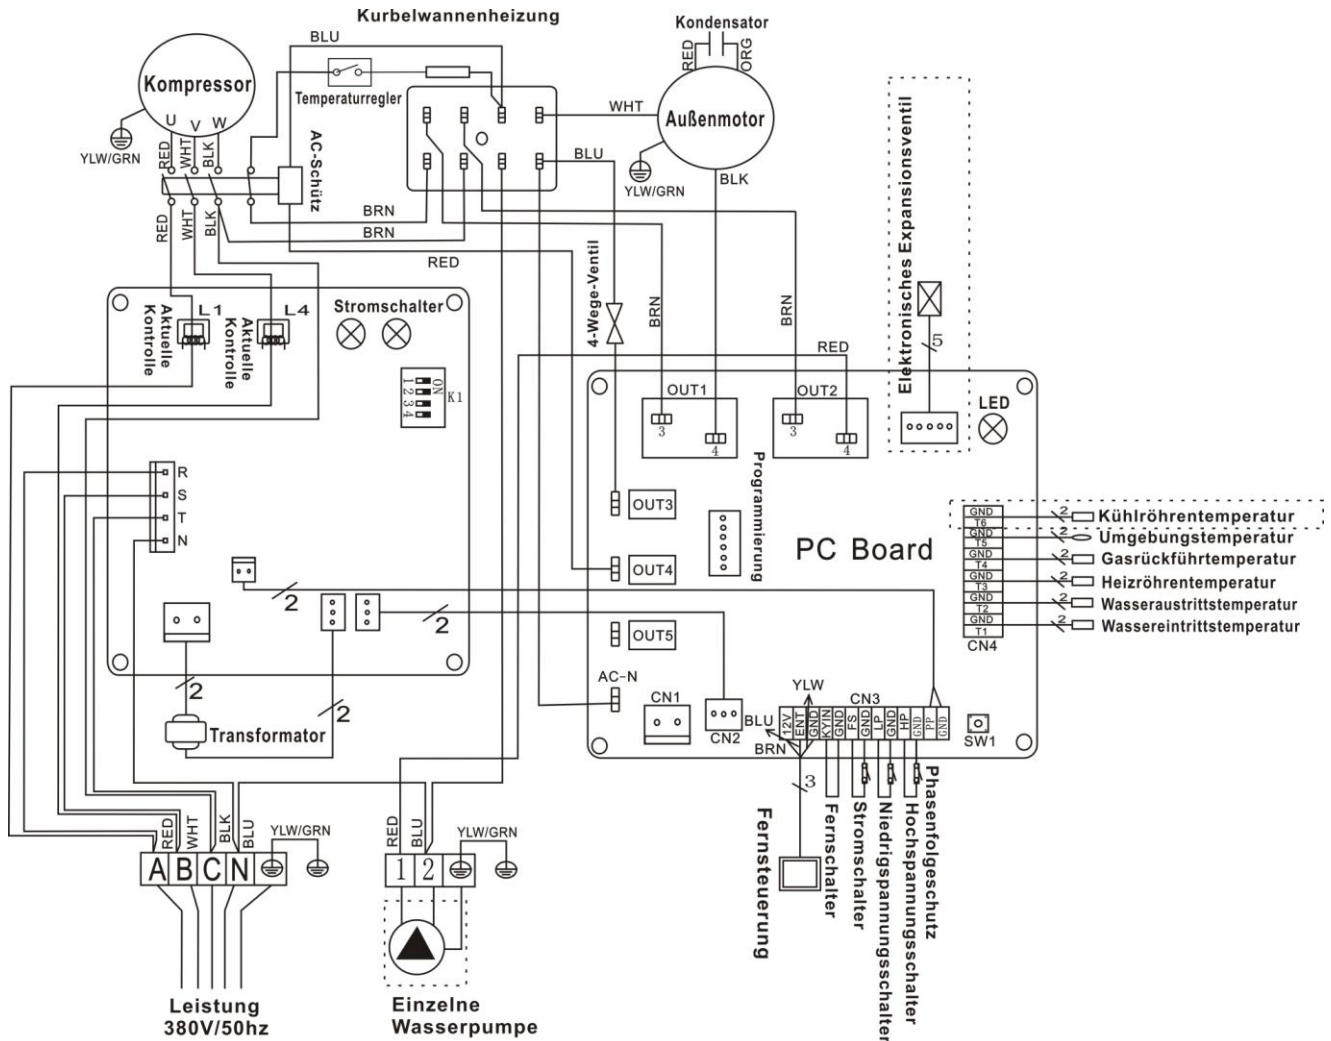 Kurbelwannenheizung
Kondensator
BLU
RED
ORG
Kompressor
U
V
W
Temperaturregler
WHT
Außenmotor
YLW/GRN
RED
WHT
BLK
AC-Schütz
BLU
YLW/GRN
BLK
BRN
BRN
RED
RED
WHT
BLK
4-Wege-Ventil
BRN
BRN
RED
Elektronisches Expansionsventil
5
Aktuelle
Kontrolle
L1
Aktuelle
Kontrolle
L4
Stromschalter
1
2
3
4
ON
K1
OUT1
OUT2
LED
3
4
3
4
R
S
T
N
OUT3
OUT4
OUT5
Programmierung
PC Board
GND
T6
GND
T5
GND
T4
GND
T3
GND
T2
GND
T1
CN4
2
Kühlröhrentemperatur
2
Umgebungstemperatur
2
Gasrückführtemperatur
2
Heizröhrentemperatur
2
Wasseraustrittstemperatur
2
Wassereintrittstemperatur
2
2
2
2
Transformator
AC-N
CN1
CN2
YLW
BLU
BRN
CN3
12V
ENT
GND
KYIN
GND
FS
GND
LP
GND
HP
GND
PP
GND
SW1
3
Fernsteuerung
Fernschalter
Stromschalter
Niedrigspannungsschalter
Hochspannungsschalter
Phasenfolgeschutz
RED
WHT
BLK
BLU
YLW/GRN
A
B
C
N
RED
BLU
YLW/GRN
1
2
Leistung
380V/50hz
Einzelne
Wasserpumpe